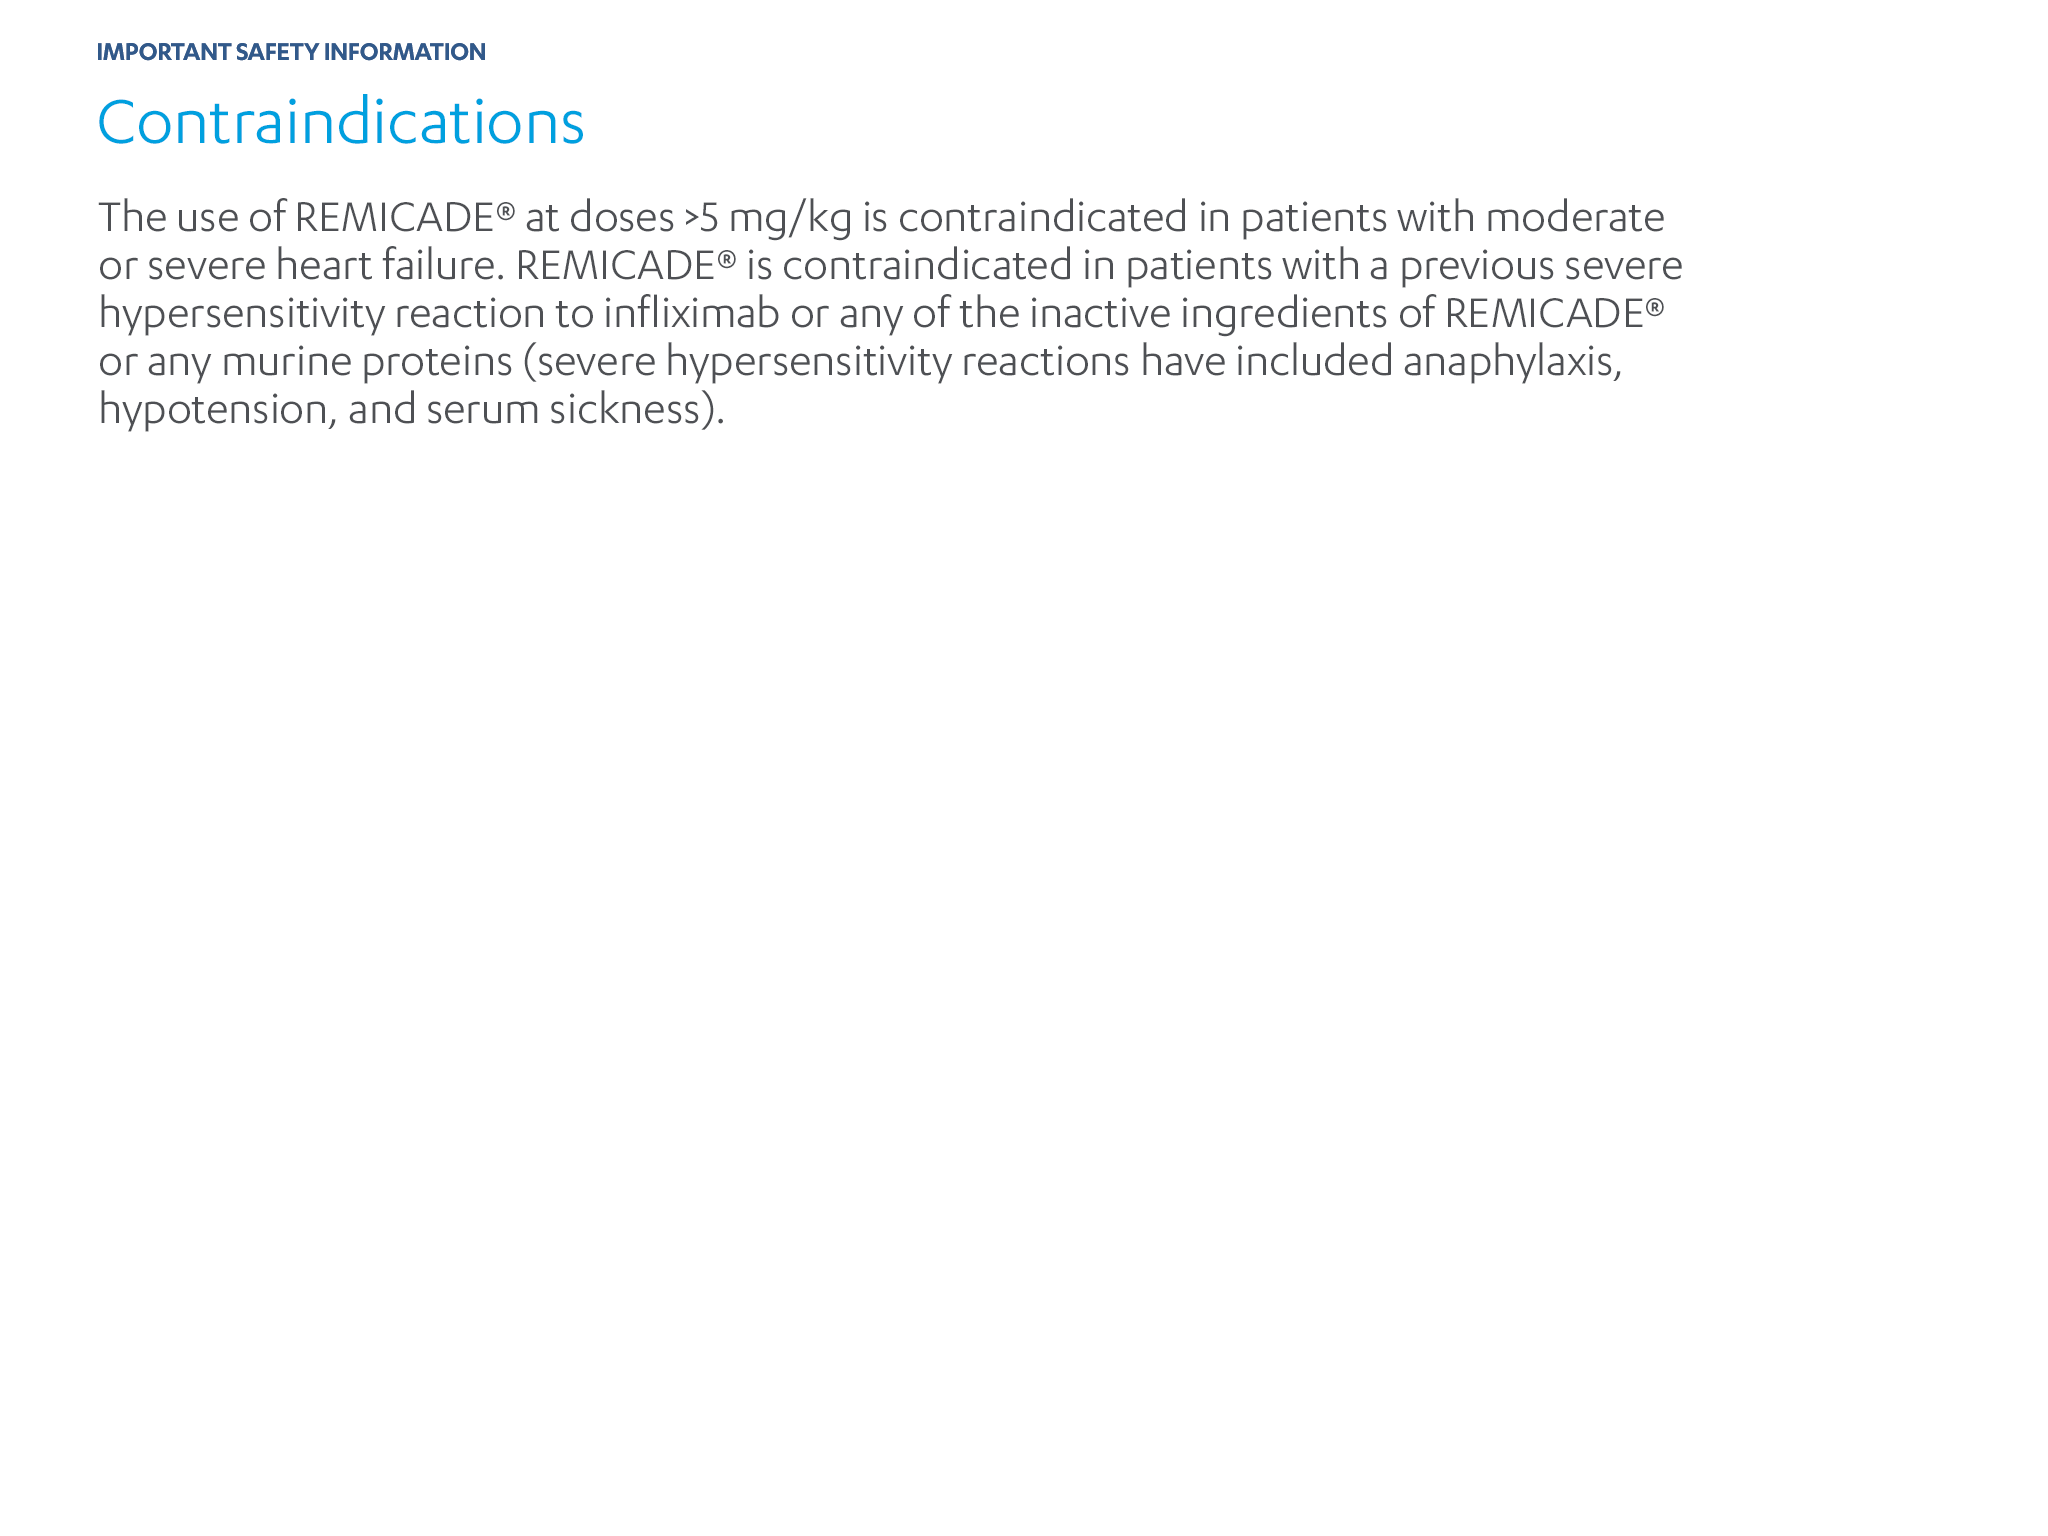 IMPORTANT SAFETY INFORMATION
Contraindications
The use of REMICADE® at doses >5 mg/kg is contraindicated in patients with moderate
or severe heart failure. REMICADE® is contraindicated in patients with a previous severe
hypersensitivity reaction to infliximab or any of the inactive ingredients of REMICADE®
or any murine proteins (severe hypersensitivity reactions have included anaphylaxis,
hypotension, and serum sickness).